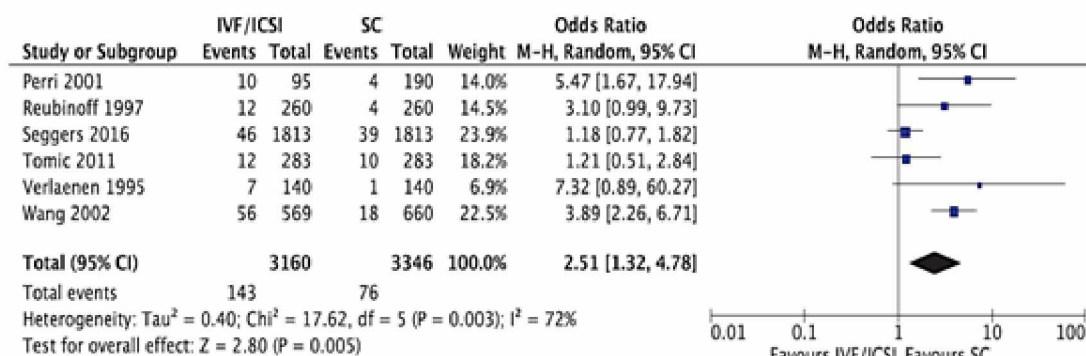 IVF/ICSI SC Odds Ratio Odds Ratio
Study or Subgroup Events Total Events Total Weight M-H, Random, 95% CI M-H, Random, 95% CI
Perri 2001 10 95 4 190 14.0% 5.47 [1.67, 17.94]
Reubinoff 1997 12 260 4 260 14.5% 3.10 [0.99, 9.73]
Seggers 2016 46 1813 39 1813 23.9% 1.18 [0.77, 1.82]
Tomic 2011 12 283 10 283 18.2% 1.21 [0.51, 2.84]
Verlaenen 1995 7 140 1 140 6.9% 7.32 [0.89, 60.27]
Wang 2002 56 569 18 660 22.5% 3.89 [2.26, 6.71]
Total (95% CI) 3160 3346 100.0% 2.51 [1.32, 4.78]
Total events 143 76
Heterogeneity: Tau² = 0.40; Chi² = 17.62, df = 5 (P = 0.003); I² = 72%
Test for overall effect: Z = 2.80 (P = 0.005)
0.01 0.1 1 10 100
Favours IVF/ICSI Favours SC